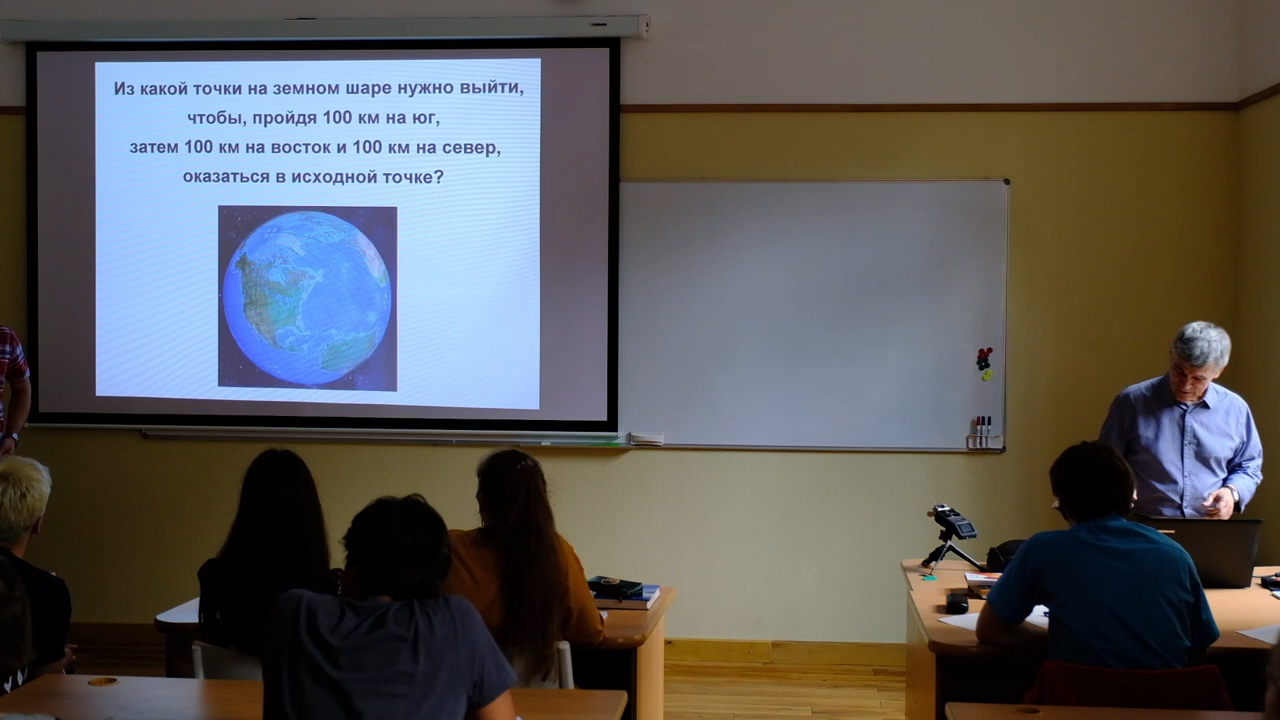 Из какой точки на земном шаре нужно выйти,
чтобы, пройдя 100 км на юг,
затем 100 км на восток и 100 км на север,
оказаться в исходной точке?